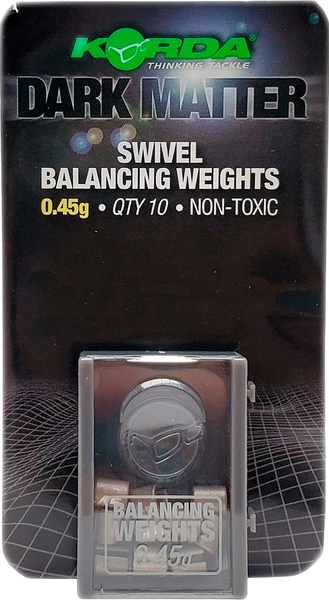 KORDA
THINKING TACKLE
DARK MATTER
SWIVEL
BALANCING WEIGHTS
0.45g • QTY 10 • NON-TOXIC
BALANCING
WEIGHTS
0.45g